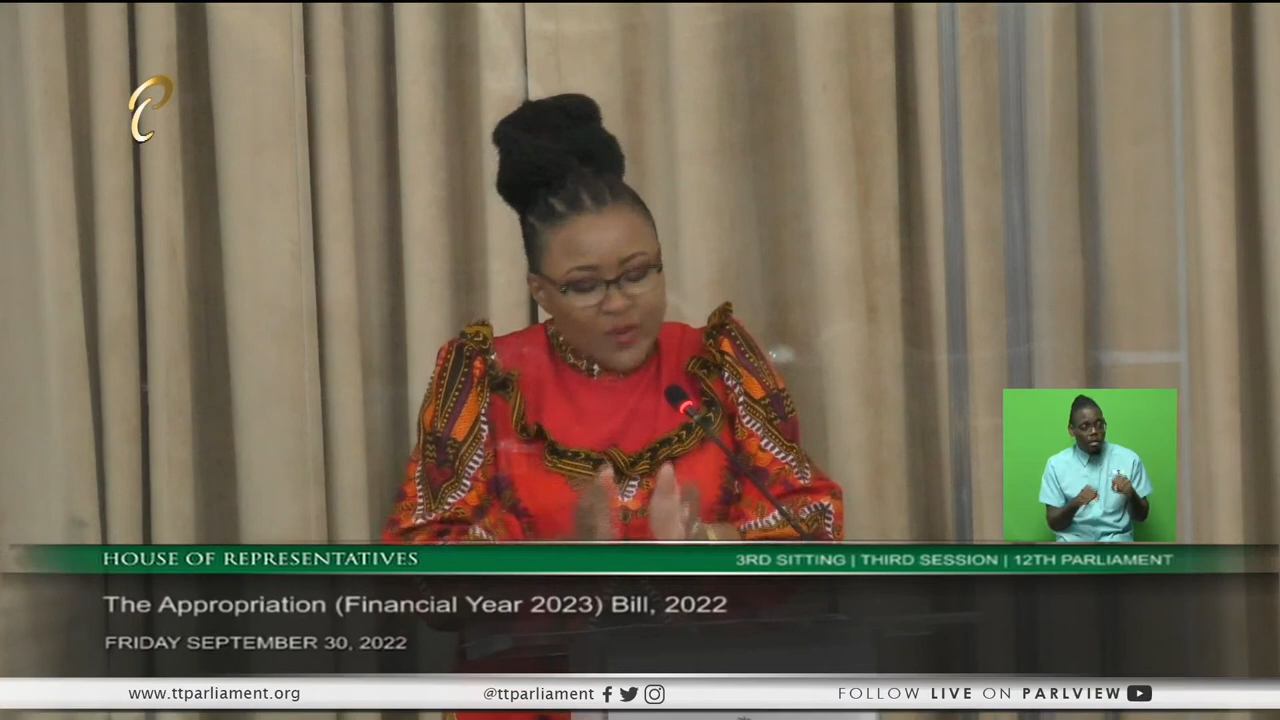 HOUSE OF REPRESENTATIVES
3RD SITTING | THIRD SESSION | 12TH PARLIAMENT
The Appropriation (Financial Year 2023) Bill, 2022
FRIDAY SEPTEMBER 30, 2022
www.ttparliament.org
@ttparliament
FOLLOW LIVE ON PARLVIEW